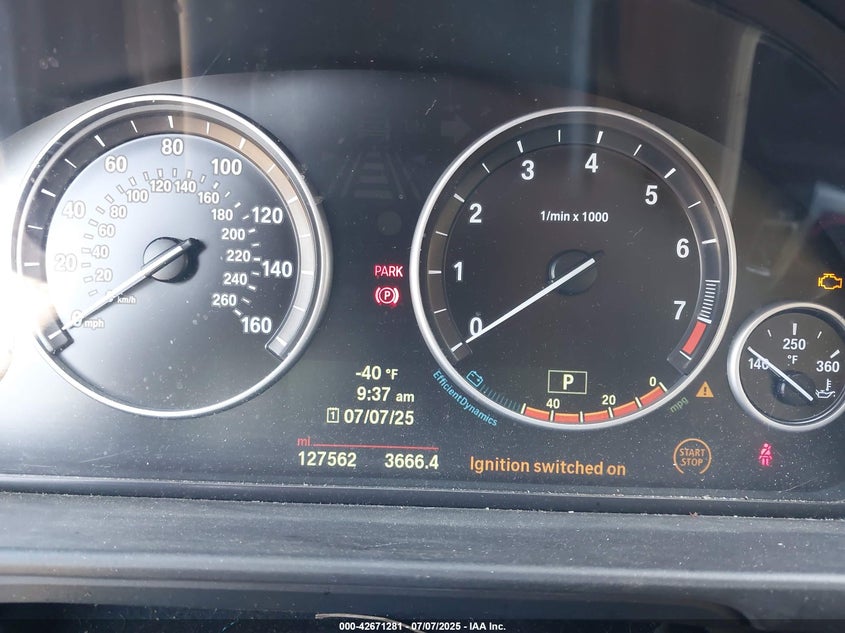 80
60
100
120 140
100
160
40
80
180
120
60
200
20
40
220
140
20
240
260
km/h
0 mph
160
PARK
P
-40 °F
9:37 am
1 07/07/25
mi
127562 3666.4
4
3
5
2
1/min x 1000
6
1
7
0
P
EfficientDynamics
40
20
0
mpg
Ignition switched on
START
STOP
250
140
°F
360
000-42671281 - 07/07/2025 - IAA Inc.